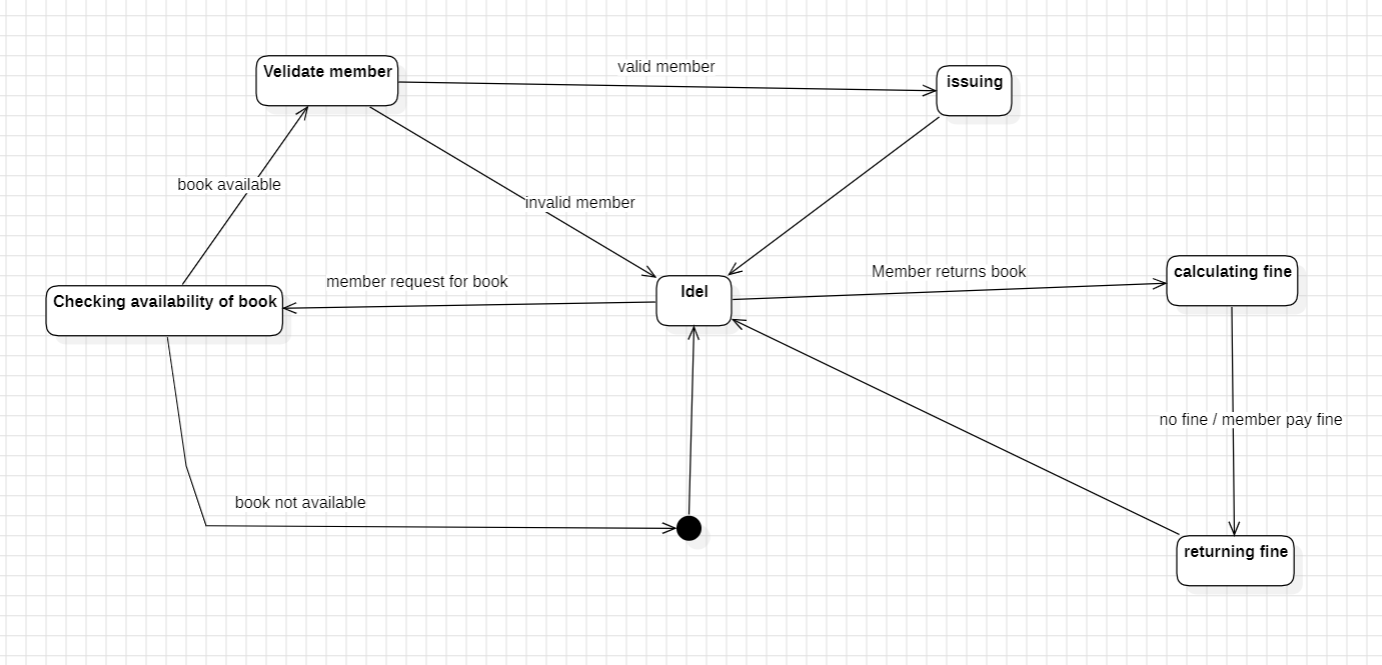 Velidate member
valid member
issuing
book available
invalid member
member request for book
Member returns book
calculating fine
Checking availability of book
Idel
no fine / member pay fine
book not available
returning fine